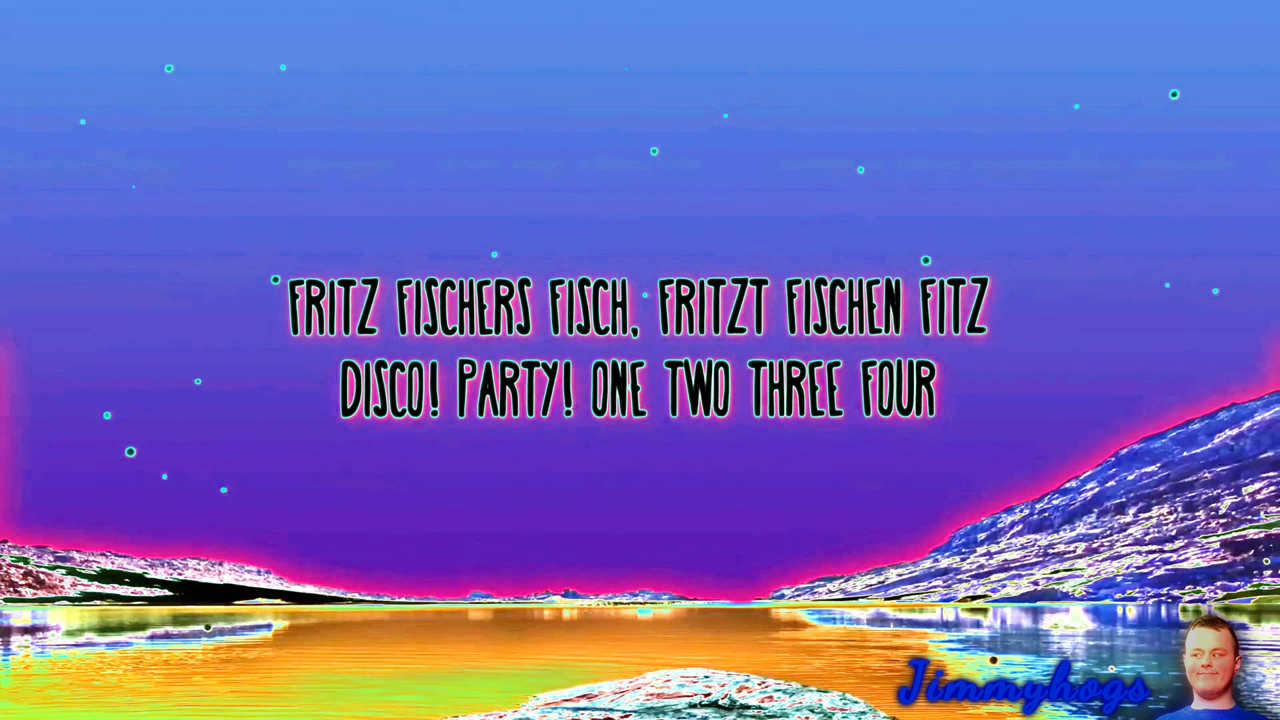 FRITZ FISCHERS FISCH, FRITZT FISCHEN FITZ
DISCO! PARTY! ONE TWO THREE FOUR
Jimmyhogs